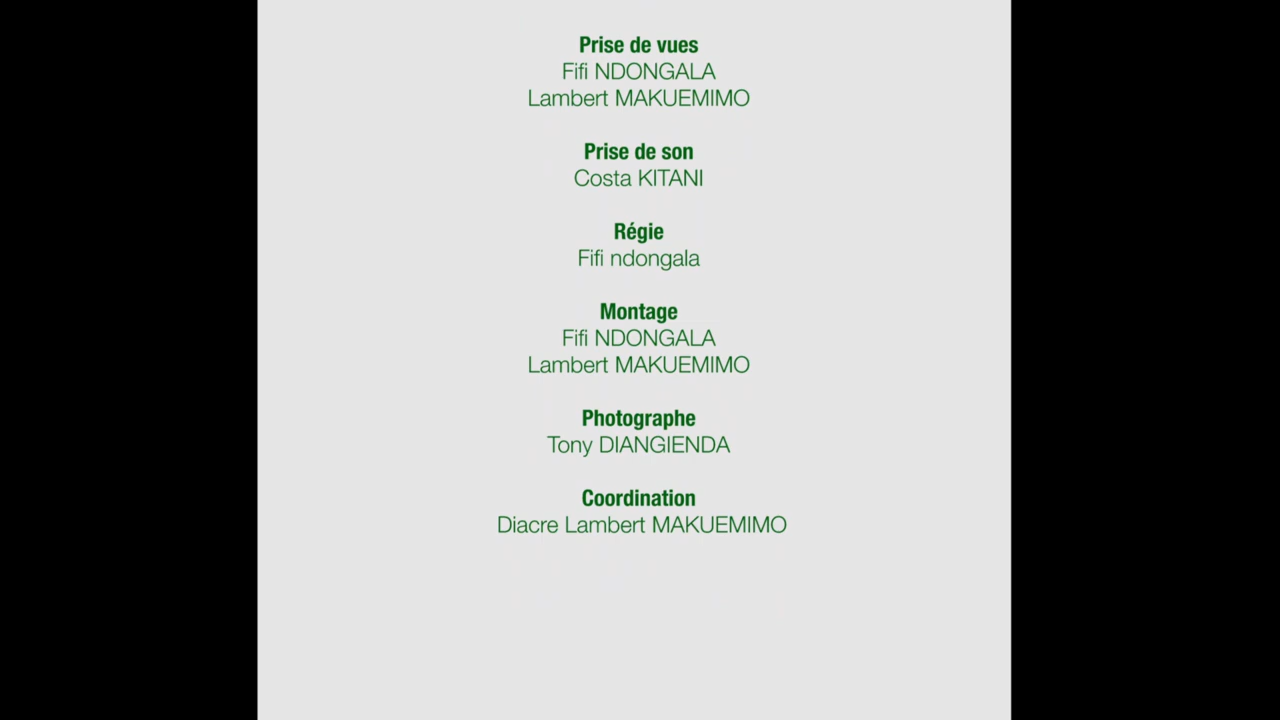 Prise de vues
Fifi NDONGALA
Lambert MAKUEMIMO
Prise de son
Costa KITANI
Régie
Fifi ndongala
Montage
Fifi NDONGALA
Lambert MAKUEMIMO
Photographe
Tony DIANGIENDA
Coordination
Diacre Lambert MAKUEMIMO